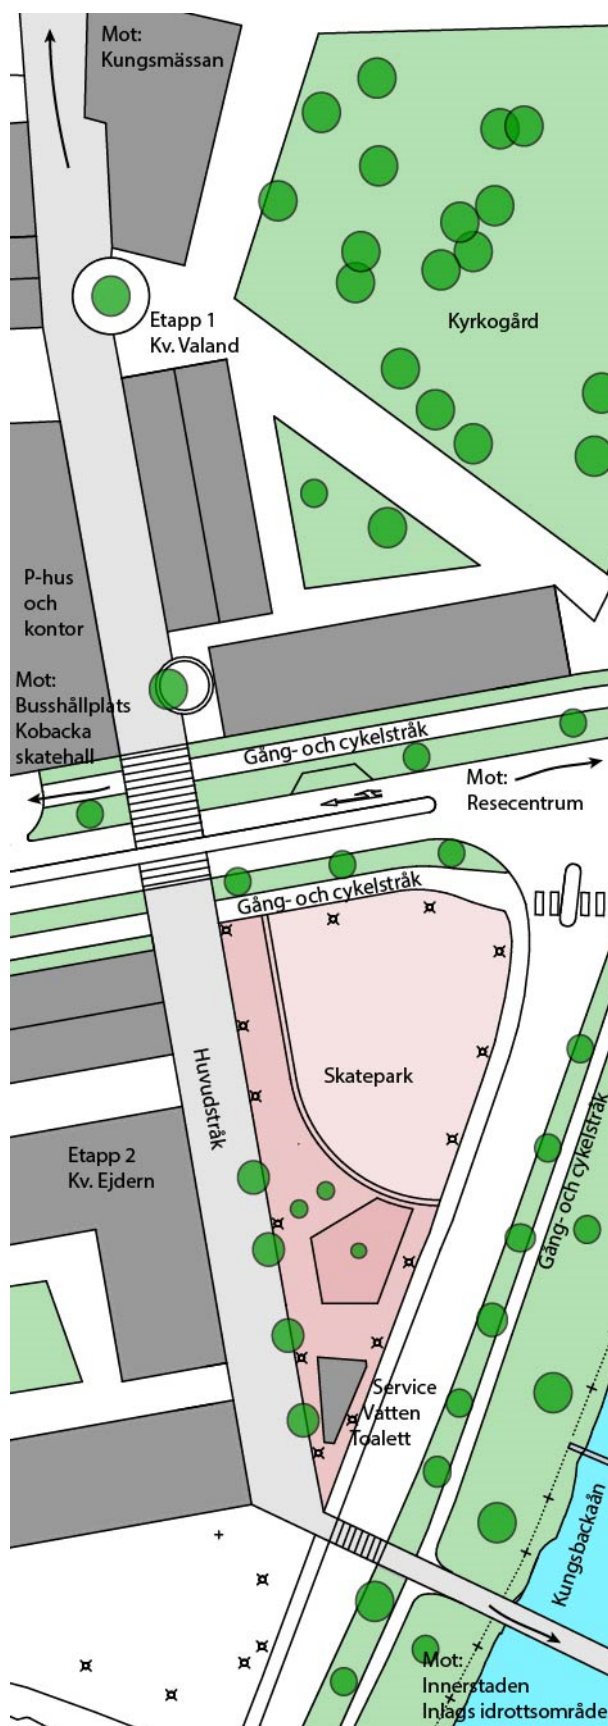 Mot:
Kungsmässan
Etapp 1
Kv. Valand
Kyrkogård
P-hus
och
kontor
Mot:
Busshållplats
Kobacka
skatehall
Gång- och cykelstråk
Mot:
Resecentrum
Gång- och cykelstråk
Huvudstråk
Skatepark
Etapp 2
Kv. Ejdern
Gång- och cykelstråk
Service
Vatten
Toalett
Kungsbackaån
Mot:
Innerstaden
Inlags idrottsområde